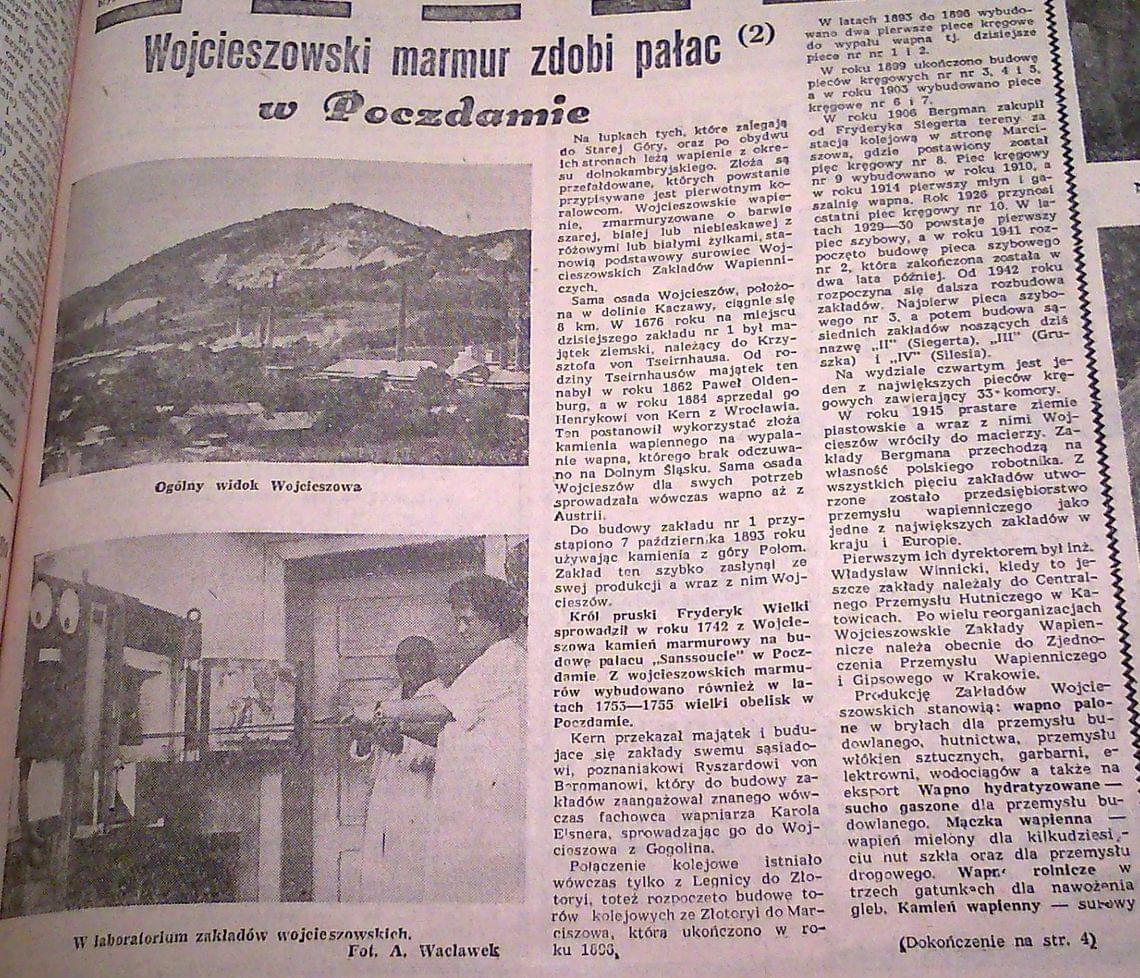 Wojcieszowski marmur zdobi pałac (2)
w Poczdamie
Ogólny widok Wojcieszowa
W laboratorium zakładów wojcieszowskich.
Fot. A. Wacławek
Na łupkach tych, które zalegają
do Starej Góry, oraz po obydwu
ich stronach leżą wapienie z okre-
su dolnokambryjskiego. Złoża są
przefałdowane, których powstanie
przypisywane jest pierwotnym ko-
ralowcom. Wojcieszowskie wapie-
nie, zmarmuryzowane o barwie
szarej, białej lub niebieskawej z
różowymi lub białymi żyłkami, sta-
nowią podstawowy surowiec Woj-
cieszowskich Zakładów Wapienni-
czych.
Sama osada Wojcieszów, położo-
na w dolinie Kaczawy, ciągnie się
8 km. W 1676 roku na miejscu
dzisiejszego zakładu nr 1 był ma-
jątek ziemski, należący do Krzy-
sztofa von Tseirnhausa. Od ro-
dziny Tseirnhausów majątek ten
nabył w roku 1862 Paweł Olden-
burg, a w roku 1884 sprzedał go
Henrykowi von Kern z Wrocławia.
Ten postanowił wykorzystać złoża
kamienia wapiennego na wypala-
nie wapna, którego brak odczuwa-
no na Dolnym Śląsku. Sama osada
Wojcieszów dla swych potrzeb
sprowadzała wówczas wapno aż z
Austrii.
Do budowy zakładu nr 1 przy-
stąpiono 7 października 1893 roku
używając kamienia z góry Połom.
Zakład ten szybko zasłynął ze
swej produkcji a wraz z nim Woj-
cieszów.
Król pruski Fryderyk Wielki
sprowadził w roku 1742 z Wojcie-
szowa kamień marmurowy na bu-
dowę pałacu „Sanssoucie" w Pocz-
damie. Z wojcieszowskich marmu-
rów wybudowano również w la-
tach 1753—1755 wielki obelisk w
Poczdamie.
Kern przekazał majątek i budu-
jące się zakłady swemu sąsiado-
wi, poznaniakowi Ryszardowi von
Bergmanowi, który do budowy za-
kładów zaangażował znanego wów-
czas fachowca wapniarza Karola
Elsnera, sprowadzając go do Woj-
cieszowa z Gogolina.
Połączenie kolejowe istniało
wówczas tylko z Legnicy do Zło-
toryi, toteż rozpoczęto budowę to-
rów kolejowych ze Złotoryi do Mar-
ciszowa, którą ukończono w ro-
ku 1896.
W latach 1893 do 1896 wybudo-
wano dwa pierwsze piece kręgowe
do wypału wapna tj. dzisiejsze
piece nr nr 1 i 2.
W roku 1899 ukończono budowę
pieców kręgowych nr nr 3, 4 i 5,
a w roku 1903 wybudowano piece
kręgowe nr 6 i 7.
W roku 1906 Bergman zakupił
od Fryderyka Siegerta tereny za
stacją kolejową w stronę Marci-
szowa, gdzie postawiony został
piec kręgowy nr 8. Piec kręgowy
nr 9 wybudowano w roku 1910, a
w roku 1914 pierwszy młyn i ga-
szalnię wapna. Rok 1926 przynosi
ostatni piec kręgowy nr 10. W la-
tach 1929—30 powstaje pierwszy
piec szybowy, a w roku 1941 roz-
poczęto budowę pieca szybowego
nr 2, która zakończona została w
dwa lata później. Od 1942 roku
rozpoczyna się dalsza rozbudowa
zakładów. Najpierw pieca szybo-
wego nr 3, a potem budowa są-
siednich zakładów noszących dziś
nazwę „II" (Siegerta), „III" (Gru-
szka) i „IV" (Silesia).
Na wydziale czwartym jest je-
den z największych pieców krę-
gowych zawierający 33 komory.
W roku 1945 prastare ziemie
piastowskie a wraz z nimi Woj-
cieszów wróciły do macierzy. Za-
kłady Bergmana przechodzą na
własność polskiego robotnika. Z
wszystkich pięciu zakładów utwo-
rzone zostało przedsiębiorstwo
przemysłu wapienniczego jako
jedne z największych zakładów w
kraju i Europie.
Pierwszym ich dyrektorem był inż.
Władysław Winnicki, kiedy to je-
szcze zakłady należały do Central-
nego Przemysłu Hutniczego w Ka-
towicach. Po wielu reorganizacjach
Wojcieszowskie Zakłady Wapien-
nicze należą obecnie do Zjedno-
czenia Przemysłu Wapienniczego
i Gipsowego w Krakowie.
Produkcję Zakładów Wojcie-
szowskich stanowią: wapno palo-
ne w bryłach dla przemysłu bu-
dowlanego, hutnictwa, przemysłu
włókien sztucznych, garbarni, e-
lektrowni, wodociągów a także na
eksport Wapno hydratyzowane —
sucho gaszone dla przemysłu bu-
dowlanego. Mączka wapienna —
wapień mielony dla kilkudziesię-
ciu hut szkła oraz dla przemysłu
drogowego. Wapno rolnicze w
trzech gatunkach dla nawożenia
gleb. Kamień wapienny — surowy
(Dokończenie na str. 4)